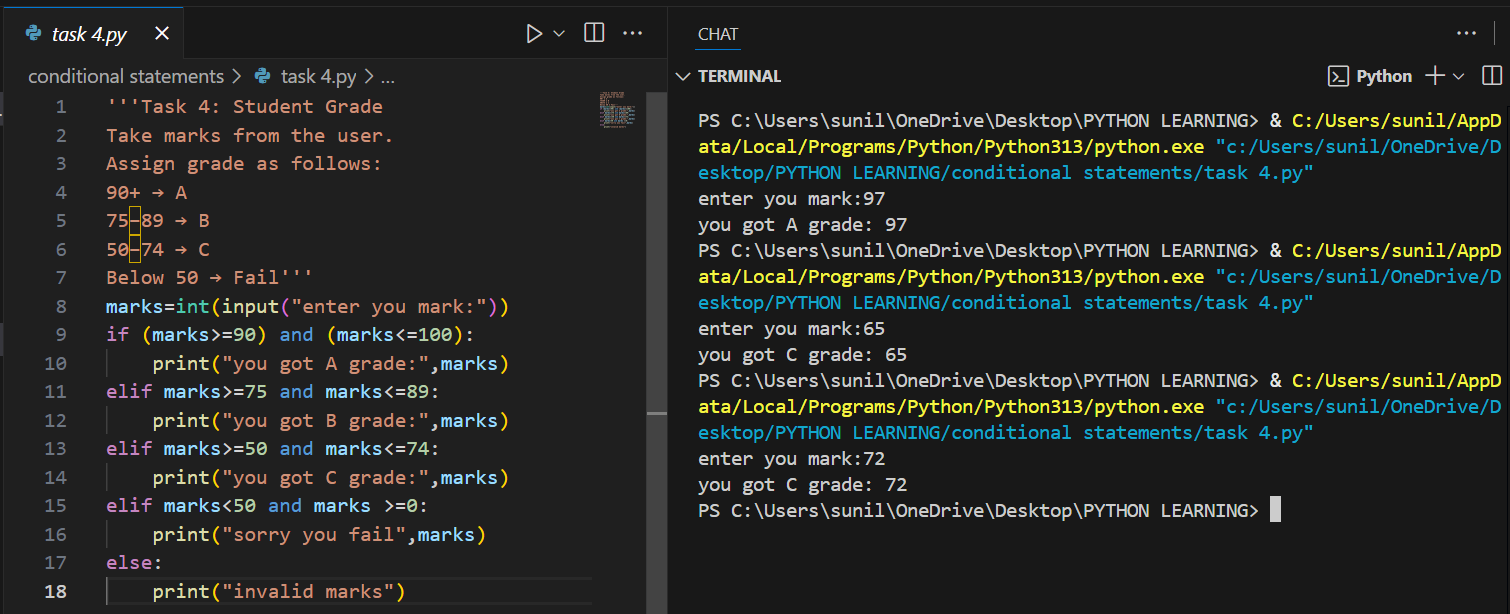 task 4.py
conditional statements > task 4.py > ...
1 '''Task 4: Student Grade
2 Take marks from the user.
3 Assign grade as follows:
4 90+ → A
5 75–89 → B
6 50–74 → C
7 Below 50 → Fail'''
8 marks=int(input("enter you mark:"))
9 if (marks>=90) and (marks<=100):
10     print("you got A grade:",marks)
11 elif marks>=75 and marks<=89:
12     print("you got B grade:",marks)
13 elif marks>=50 and marks<=74:
14     print("you got C grade:",marks)
15 elif marks<50 and marks >=0:
16     print("sorry you fail",marks)
17 else:
18     print("invalid marks")
CHAT
TERMINAL
Python
PS C:\Users\sunil\OneDrive\Desktop\PYTHON LEARNING> & C:/Users/sunil/AppD
ata/Local/Programs/Python/Python313/python.exe "c:/Users/sunil/OneDrive/D
esktop/PYTHON LEARNING/conditional statements/task 4.py"
enter you mark:97
you got A grade: 97
PS C:\Users\sunil\OneDrive\Desktop\PYTHON LEARNING> & C:/Users/sunil/AppD
ata/Local/Programs/Python/Python313/python.exe "c:/Users/sunil/OneDrive/D
esktop/PYTHON LEARNING/conditional statements/task 4.py"
enter you mark:65
you got C grade: 65
PS C:\Users\sunil\OneDrive\Desktop\PYTHON LEARNING> & C:/Users/sunil/AppD
ata/Local/Programs/Python/Python313/python.exe "c:/Users/sunil/OneDrive/D
esktop/PYTHON LEARNING/conditional statements/task 4.py"
enter you mark:72
you got C grade: 72
PS C:\Users\sunil\OneDrive\Desktop\PYTHON LEARNING>